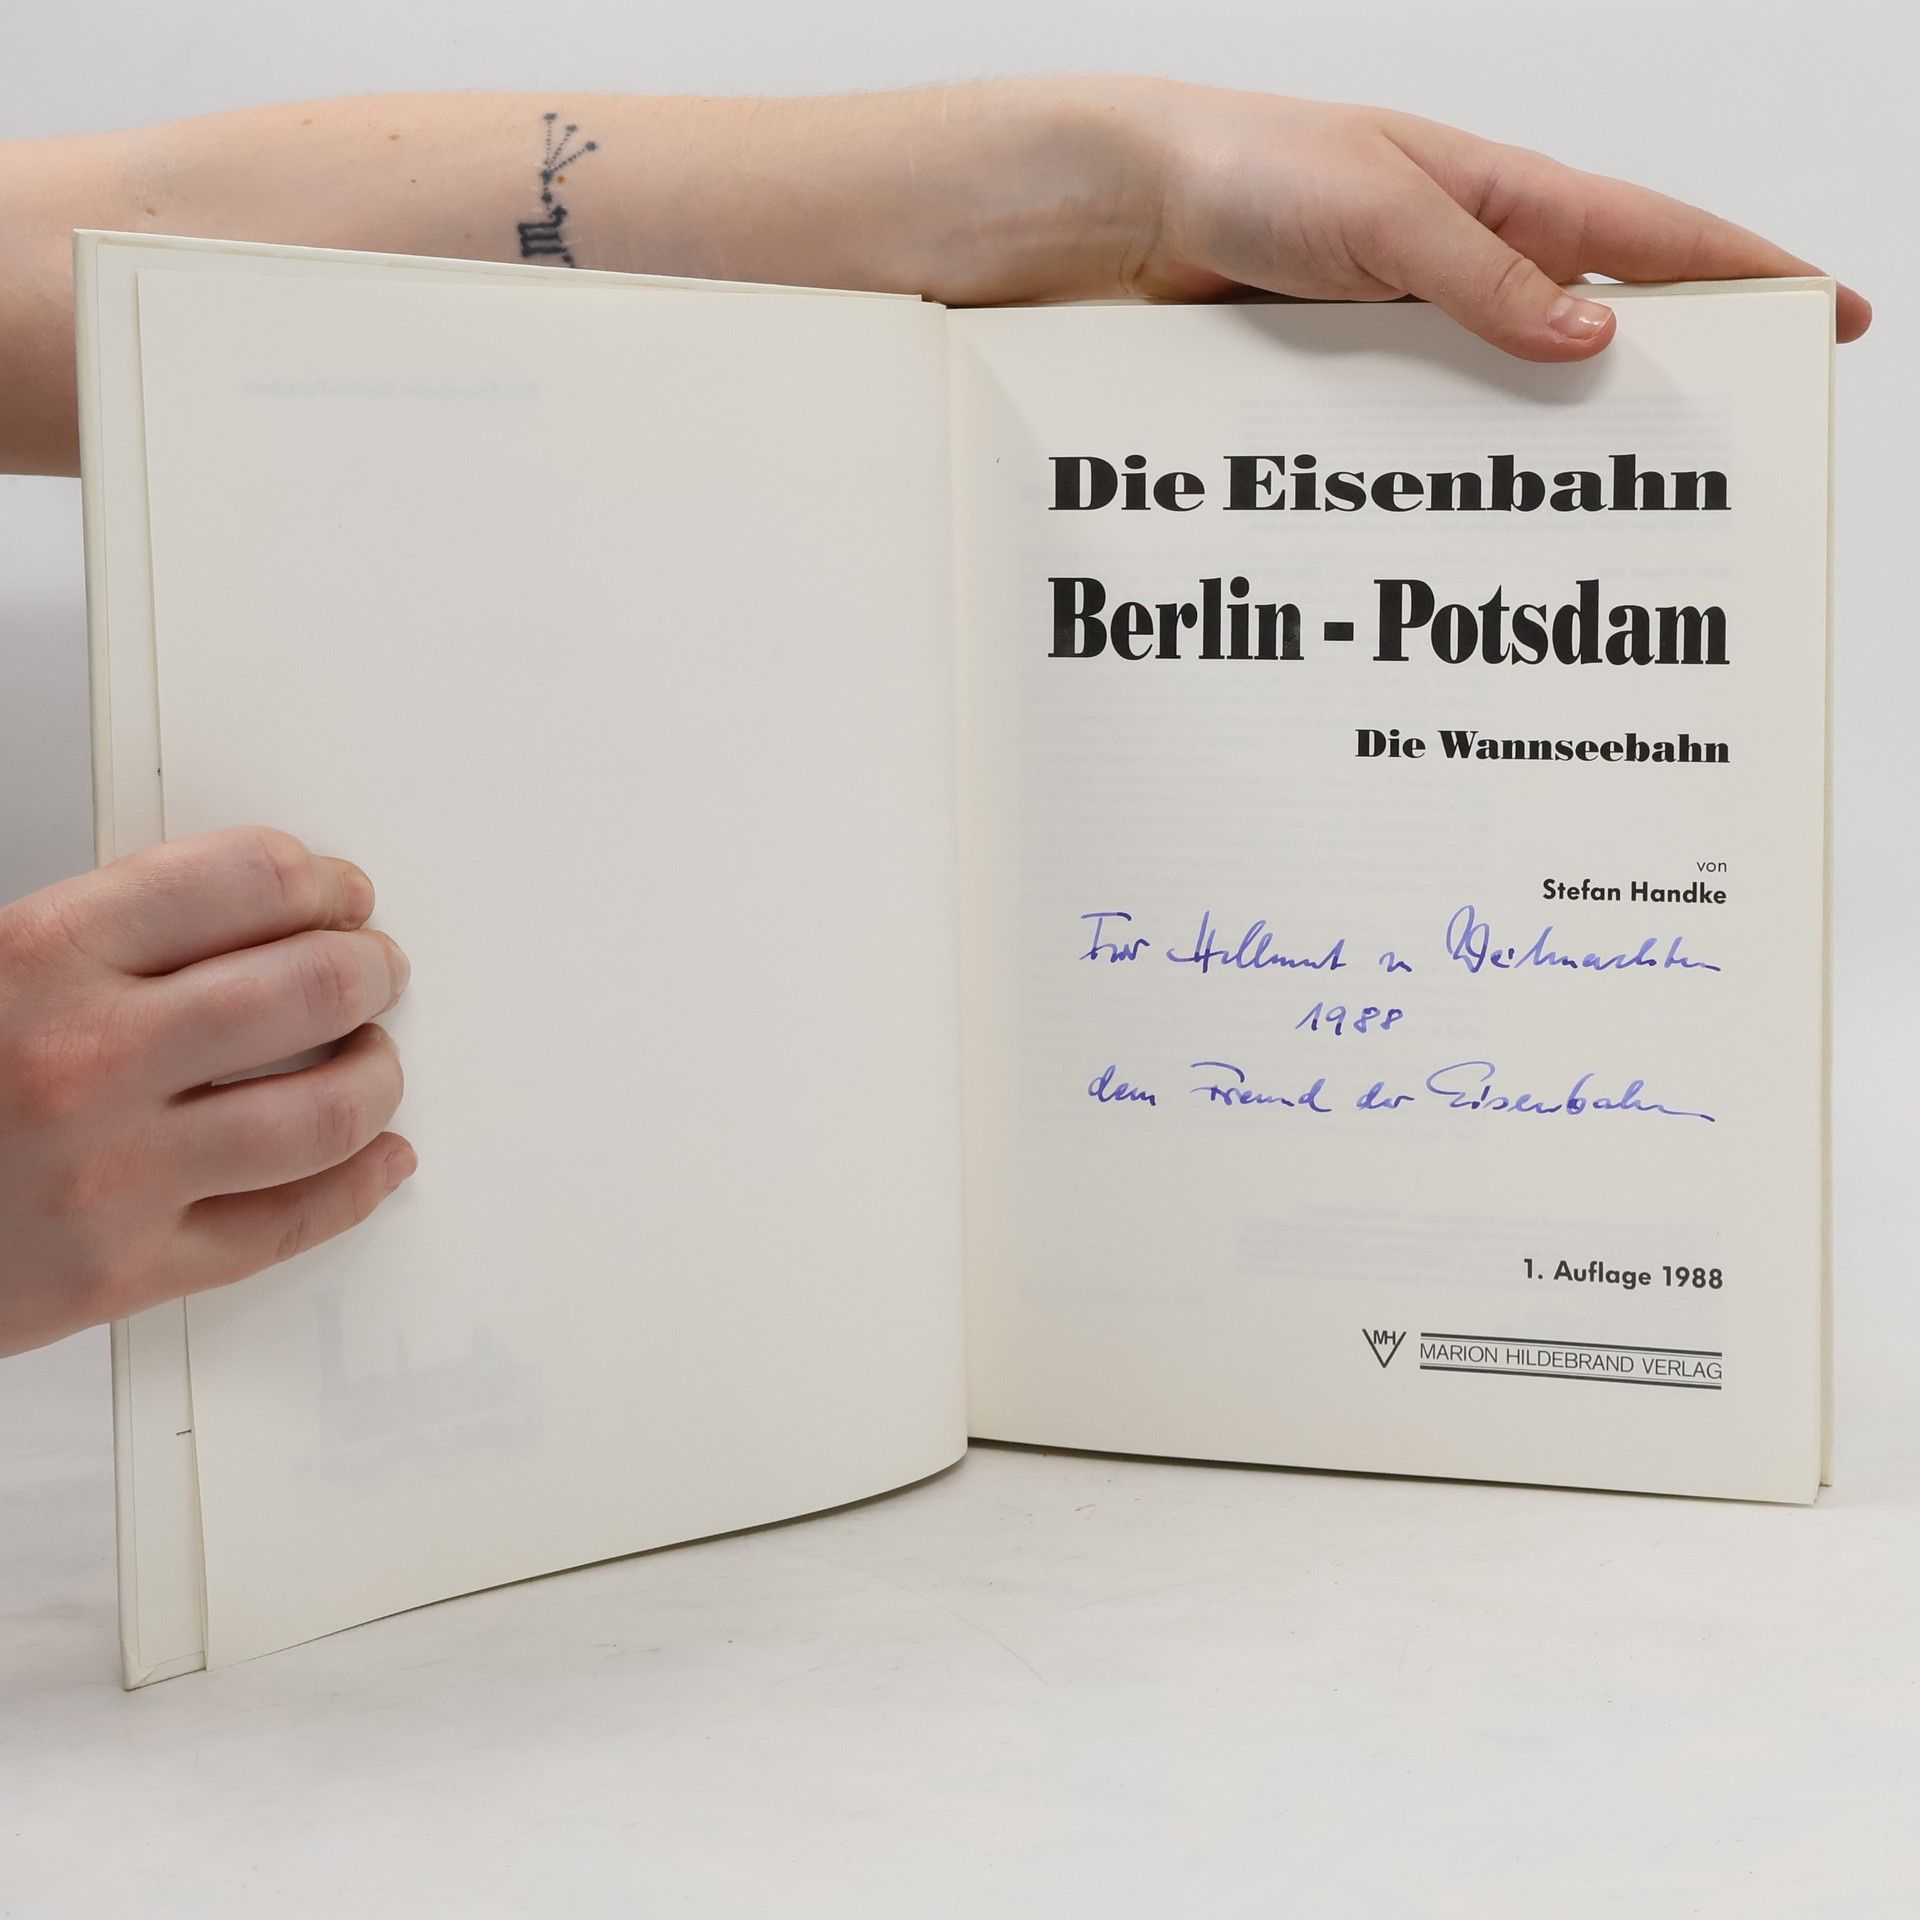 Die Eisenbahn
Berlin - Potsdam
Die Wannseebahn
von
Stefan Handke
Für Hellmut zu Weihnachten
1988
dem Freund der Eisenbahn
1. Auflage 1988
MH MARION HILDEBRAND VERLAG